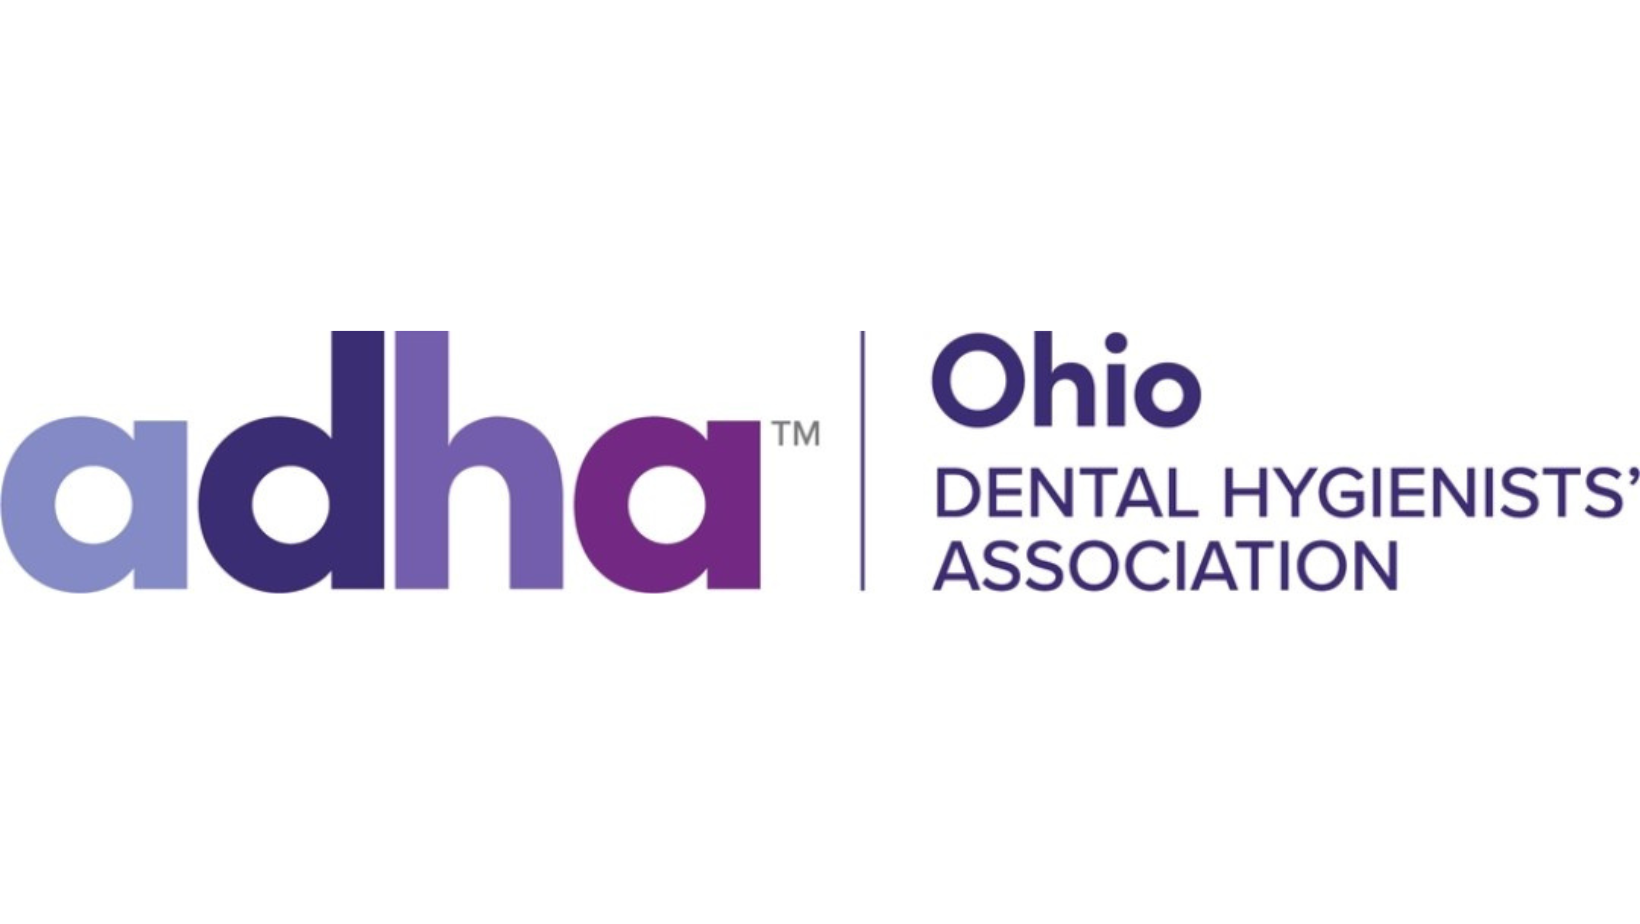 adha™
Ohio
DENTAL HYGIENISTS’
ASSOCIATION